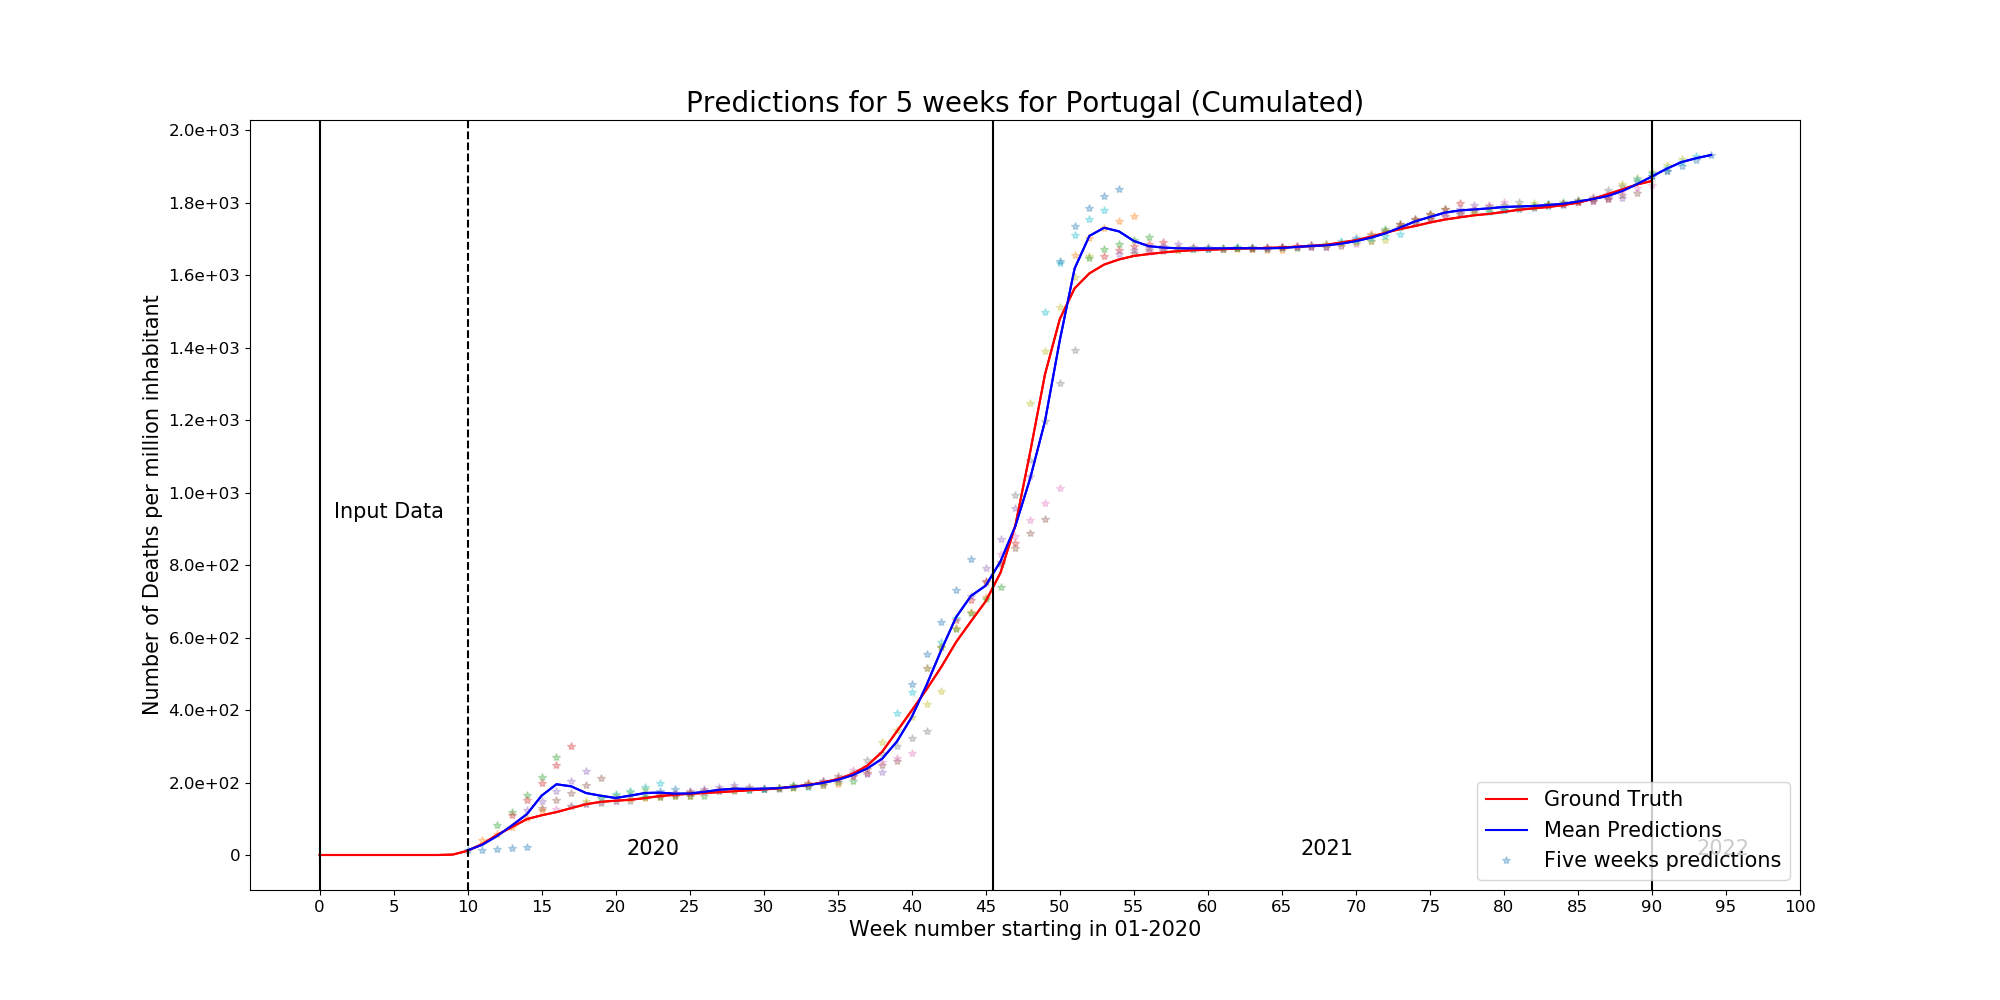 Predictions for 5 weeks for Portugal (Cumulated)
Number of Deaths per million inhabitant
2.0e+03
1.8e+03
1.6e+03
1.4e+03
1.2e+03
1.0e+03
8.0e+02
6.0e+02
4.0e+02
2.0e+02
0
Input Data
2020
2021
2022
Ground Truth
Mean Predictions
Five weeks predictions
0 5 10 15 20 25 30 35 40 45 50 55 60 65 70 75 80 85 90 95 100
Week number starting in 01-2020